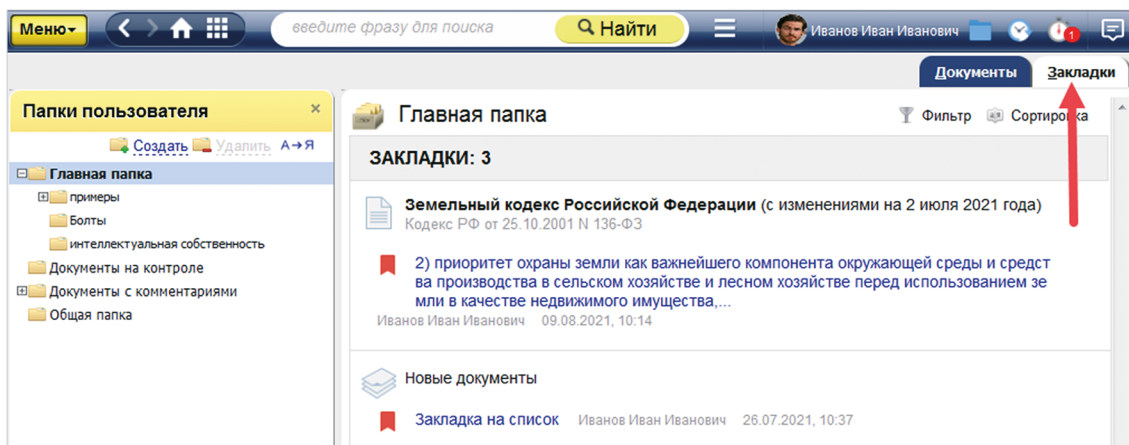 Меню
введите фразу для поиска
Найти
Иванов Иван Иванович
1
Документы
Закладки
Папки пользователя
×
Создать Удалить А→Я
Главная папка
примеры
Болты
интеллектуальная собственность
Документы на контроле
Документы с комментариями
Общая папка
Главная папка
Фильтр
Сортировка
ЗАКЛАДКИ: 3
Земельный кодекс Российской Федерации (с изменениями на 2 июля 2021 года)
Кодекс РФ от 25.10.2001 N 136-ФЗ
2) приоритет охраны земли как важнейшего компонента окружающей среды и средст
ва производства в сельском хозяйстве и лесном хозяйстве перед использованием зе
мли в качестве недвижимого имущества,...
Иванов Иван Иванович 09.08.2021, 10:14
Новые документы
Закладка на список Иванов Иван Иванович 26.07.2021, 10:37